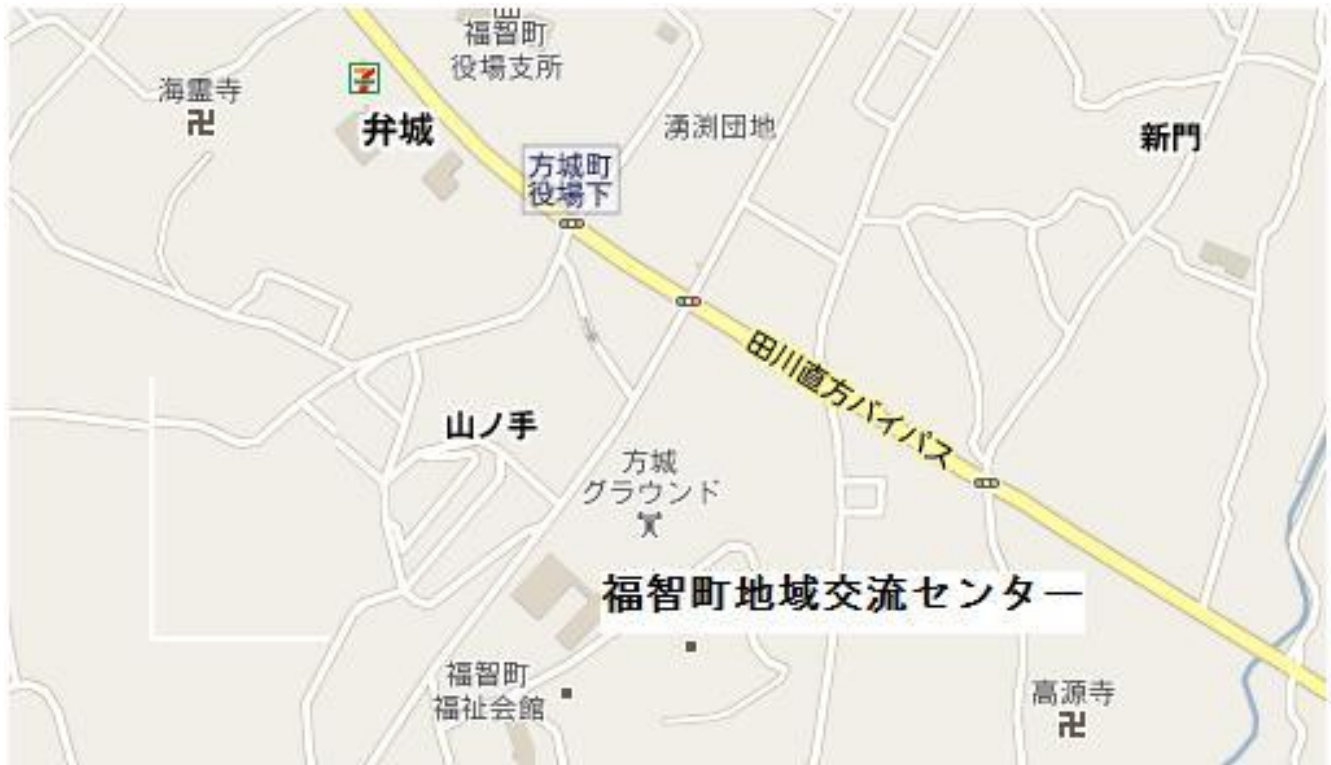 福智町
役場支所
海霊寺
弁城
湧渕団地
新門
方城町
役場下
田川直方バイパス
山ノ手
方城
グラウンド
福智町地域交流センター
福智町
福祉会館
高源寺